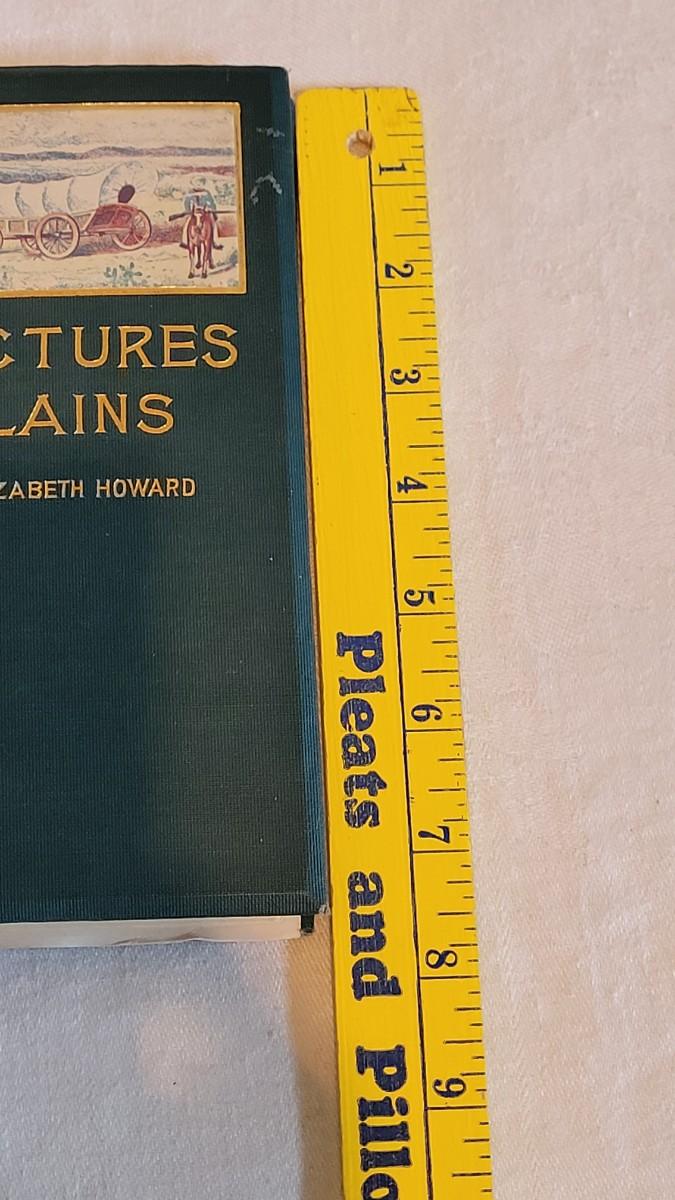 CTURES
LAINS
ZABETH HOWARD
1
2
3
4
5
6
7
8
9
Pleats and Pillo